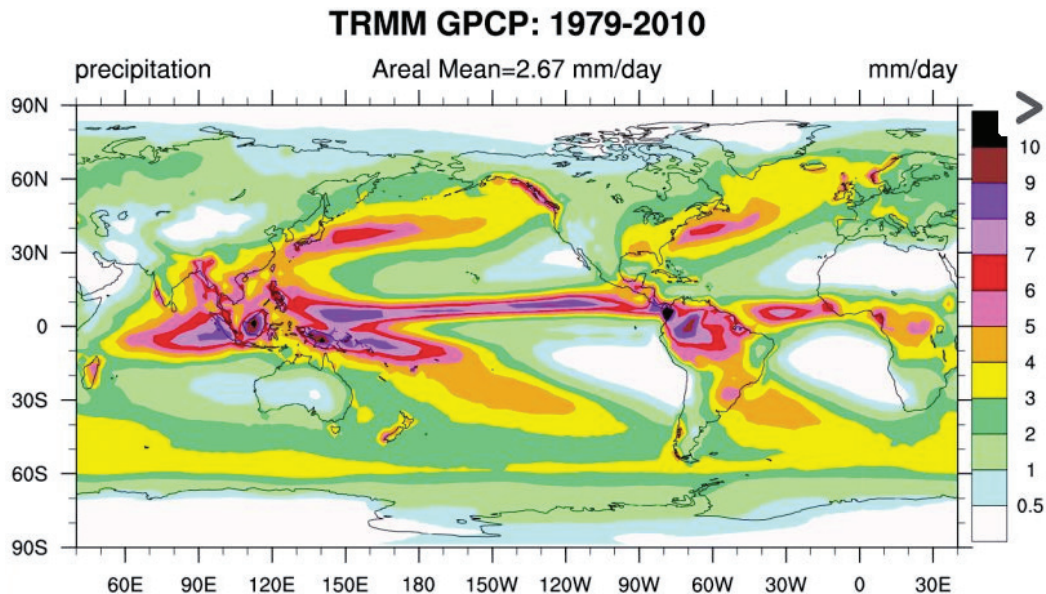 TRMM GPCP: 1979-2010
precipitation Areal Mean=2.67 mm/day mm/day
90N
60N
30N
0
30S
60S
90S
60E 90E 120E 150E 180 150W 120W 90W 60W 30W 0 30E
>
10
9
8
7
6
5
4
3
2
1
0.5